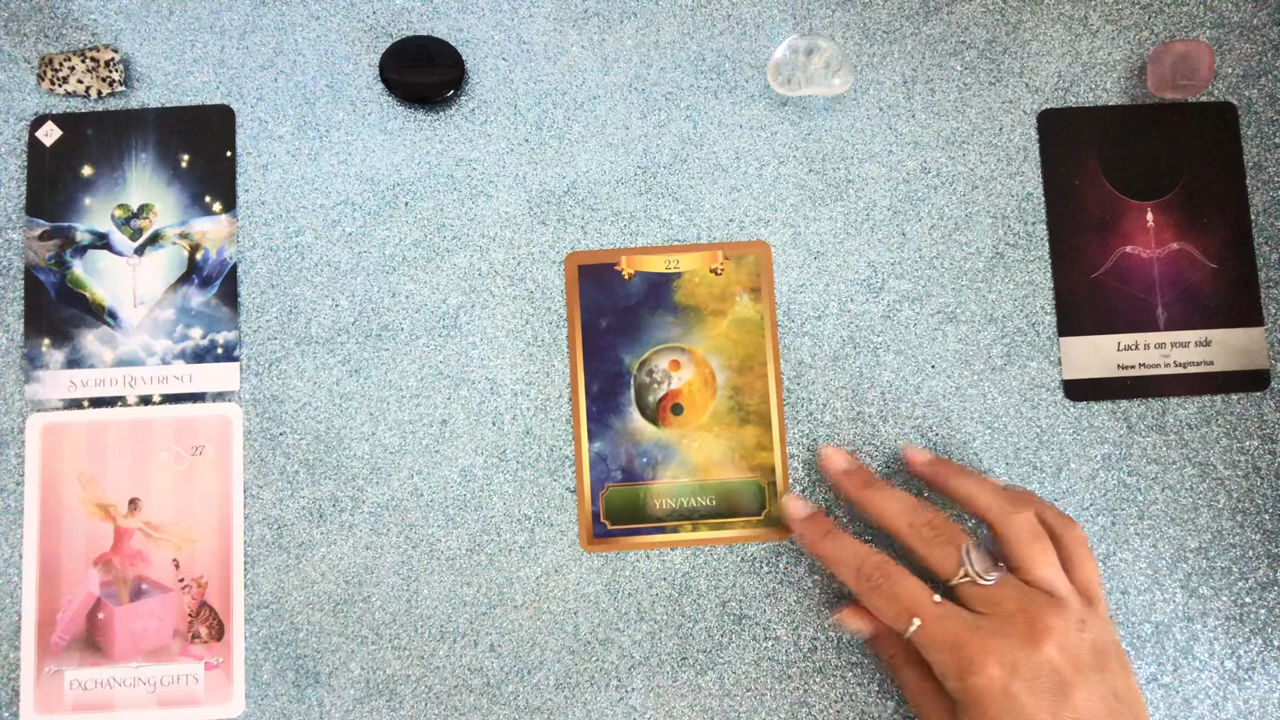 47
SACRED REVERENCE
27
EXCHANGING GIFTS
22
YIN/YANG
Luck is on your side
New Moon in Sagittarius